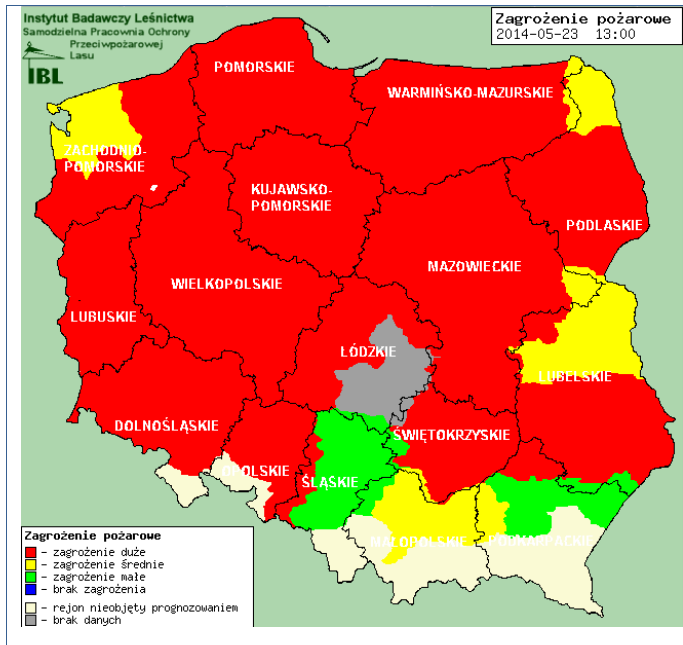 Instytut Badawczy Leśnictwa
Samodzielna Pracownia Ochrony
Przeciwpożarowej
Lasu
IBL
Zagrożenie pożarowe
2014-05-23 13:00
POMORSKIE
WARMIŃSKO-MAZURSKIE
ZACHODNIO-
POMORSKIE
KUJAWSKO-
POMORSKIE
PODLASKIE
MAZOWIECKIE
WIELKOPOLSKIE
LUBUSKIE
ŁÓDZKIE
LUBELSKIE
DOLNOŚLĄSKIE
ŚWIĘTOKRZYSKIE
OPOLSKIE
ŚLĄSKIE
MAŁOPOLSKIE
PODKARPACKIE
Zagrożenie pożarowe
- zagrożenie duże
- zagrożenie średnie
- zagrożenie małe
- brak zagrożenia
- rejon nieobjęty prognozowaniem
- brak danych